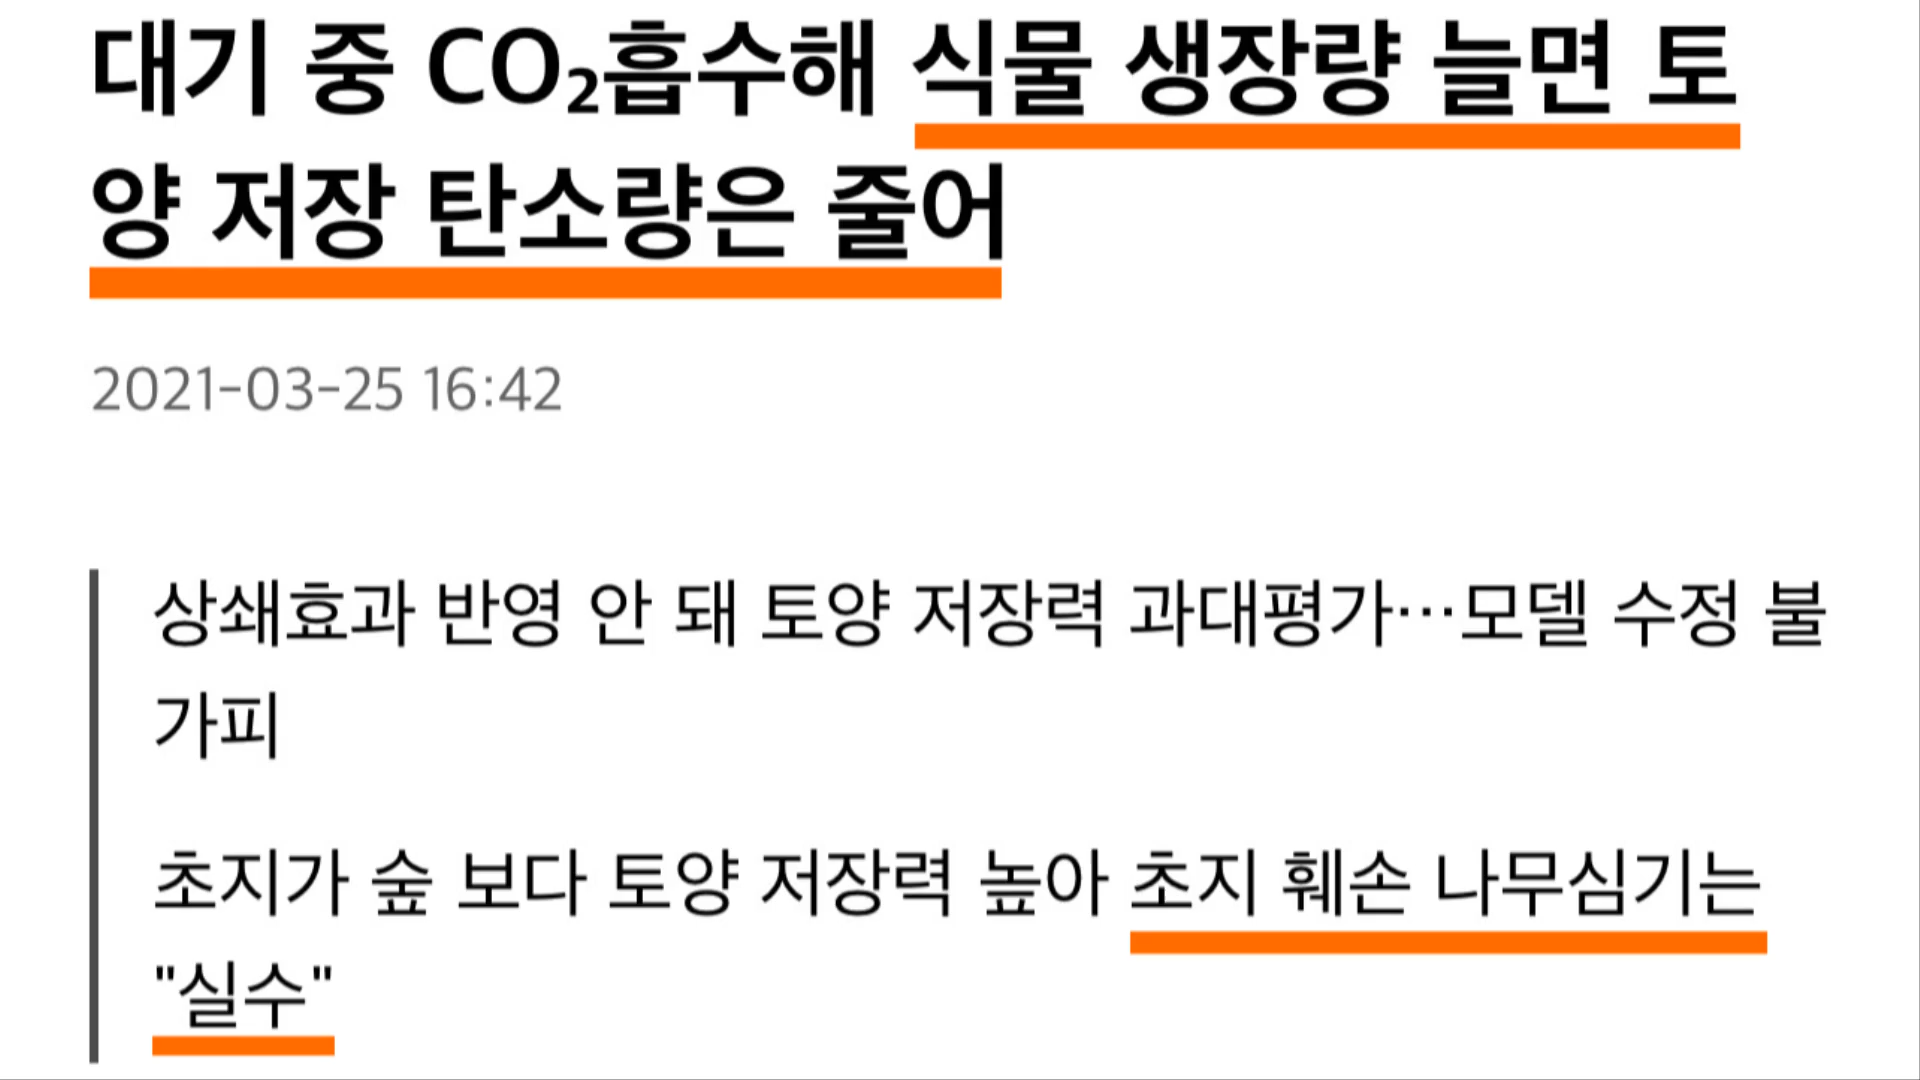 대기 중 CO₂흡수해 식물 생장량 늘면 토
양 저장 탄소량은 줄어
2021-03-25 16:42
상쇄효과 반영 안 돼 토양 저장력 과대평가…모델 수정 불
가피
초지가 숲 보다 토양 저장력 높아 초지 훼손 나무심기는
"실수"